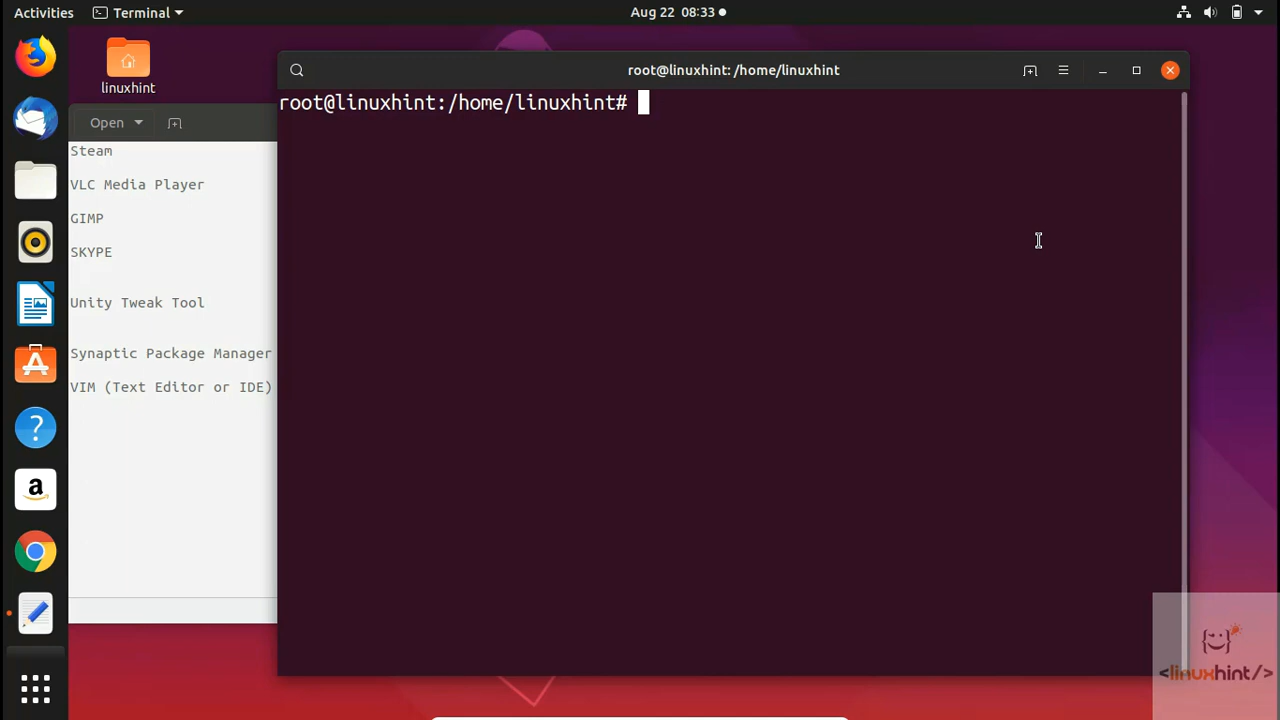 Activities Terminal Aug 22 08:33
linuxhint
root@linuxhint: /home/linuxhint
root@linuxhint:/home/linuxhint#
Open
Steam
VLC Media Player
GIMP
SKYPE
Unity Tweak Tool
Synaptic Package Manager
VIM (Text Editor or IDE)
<linuxhint/>